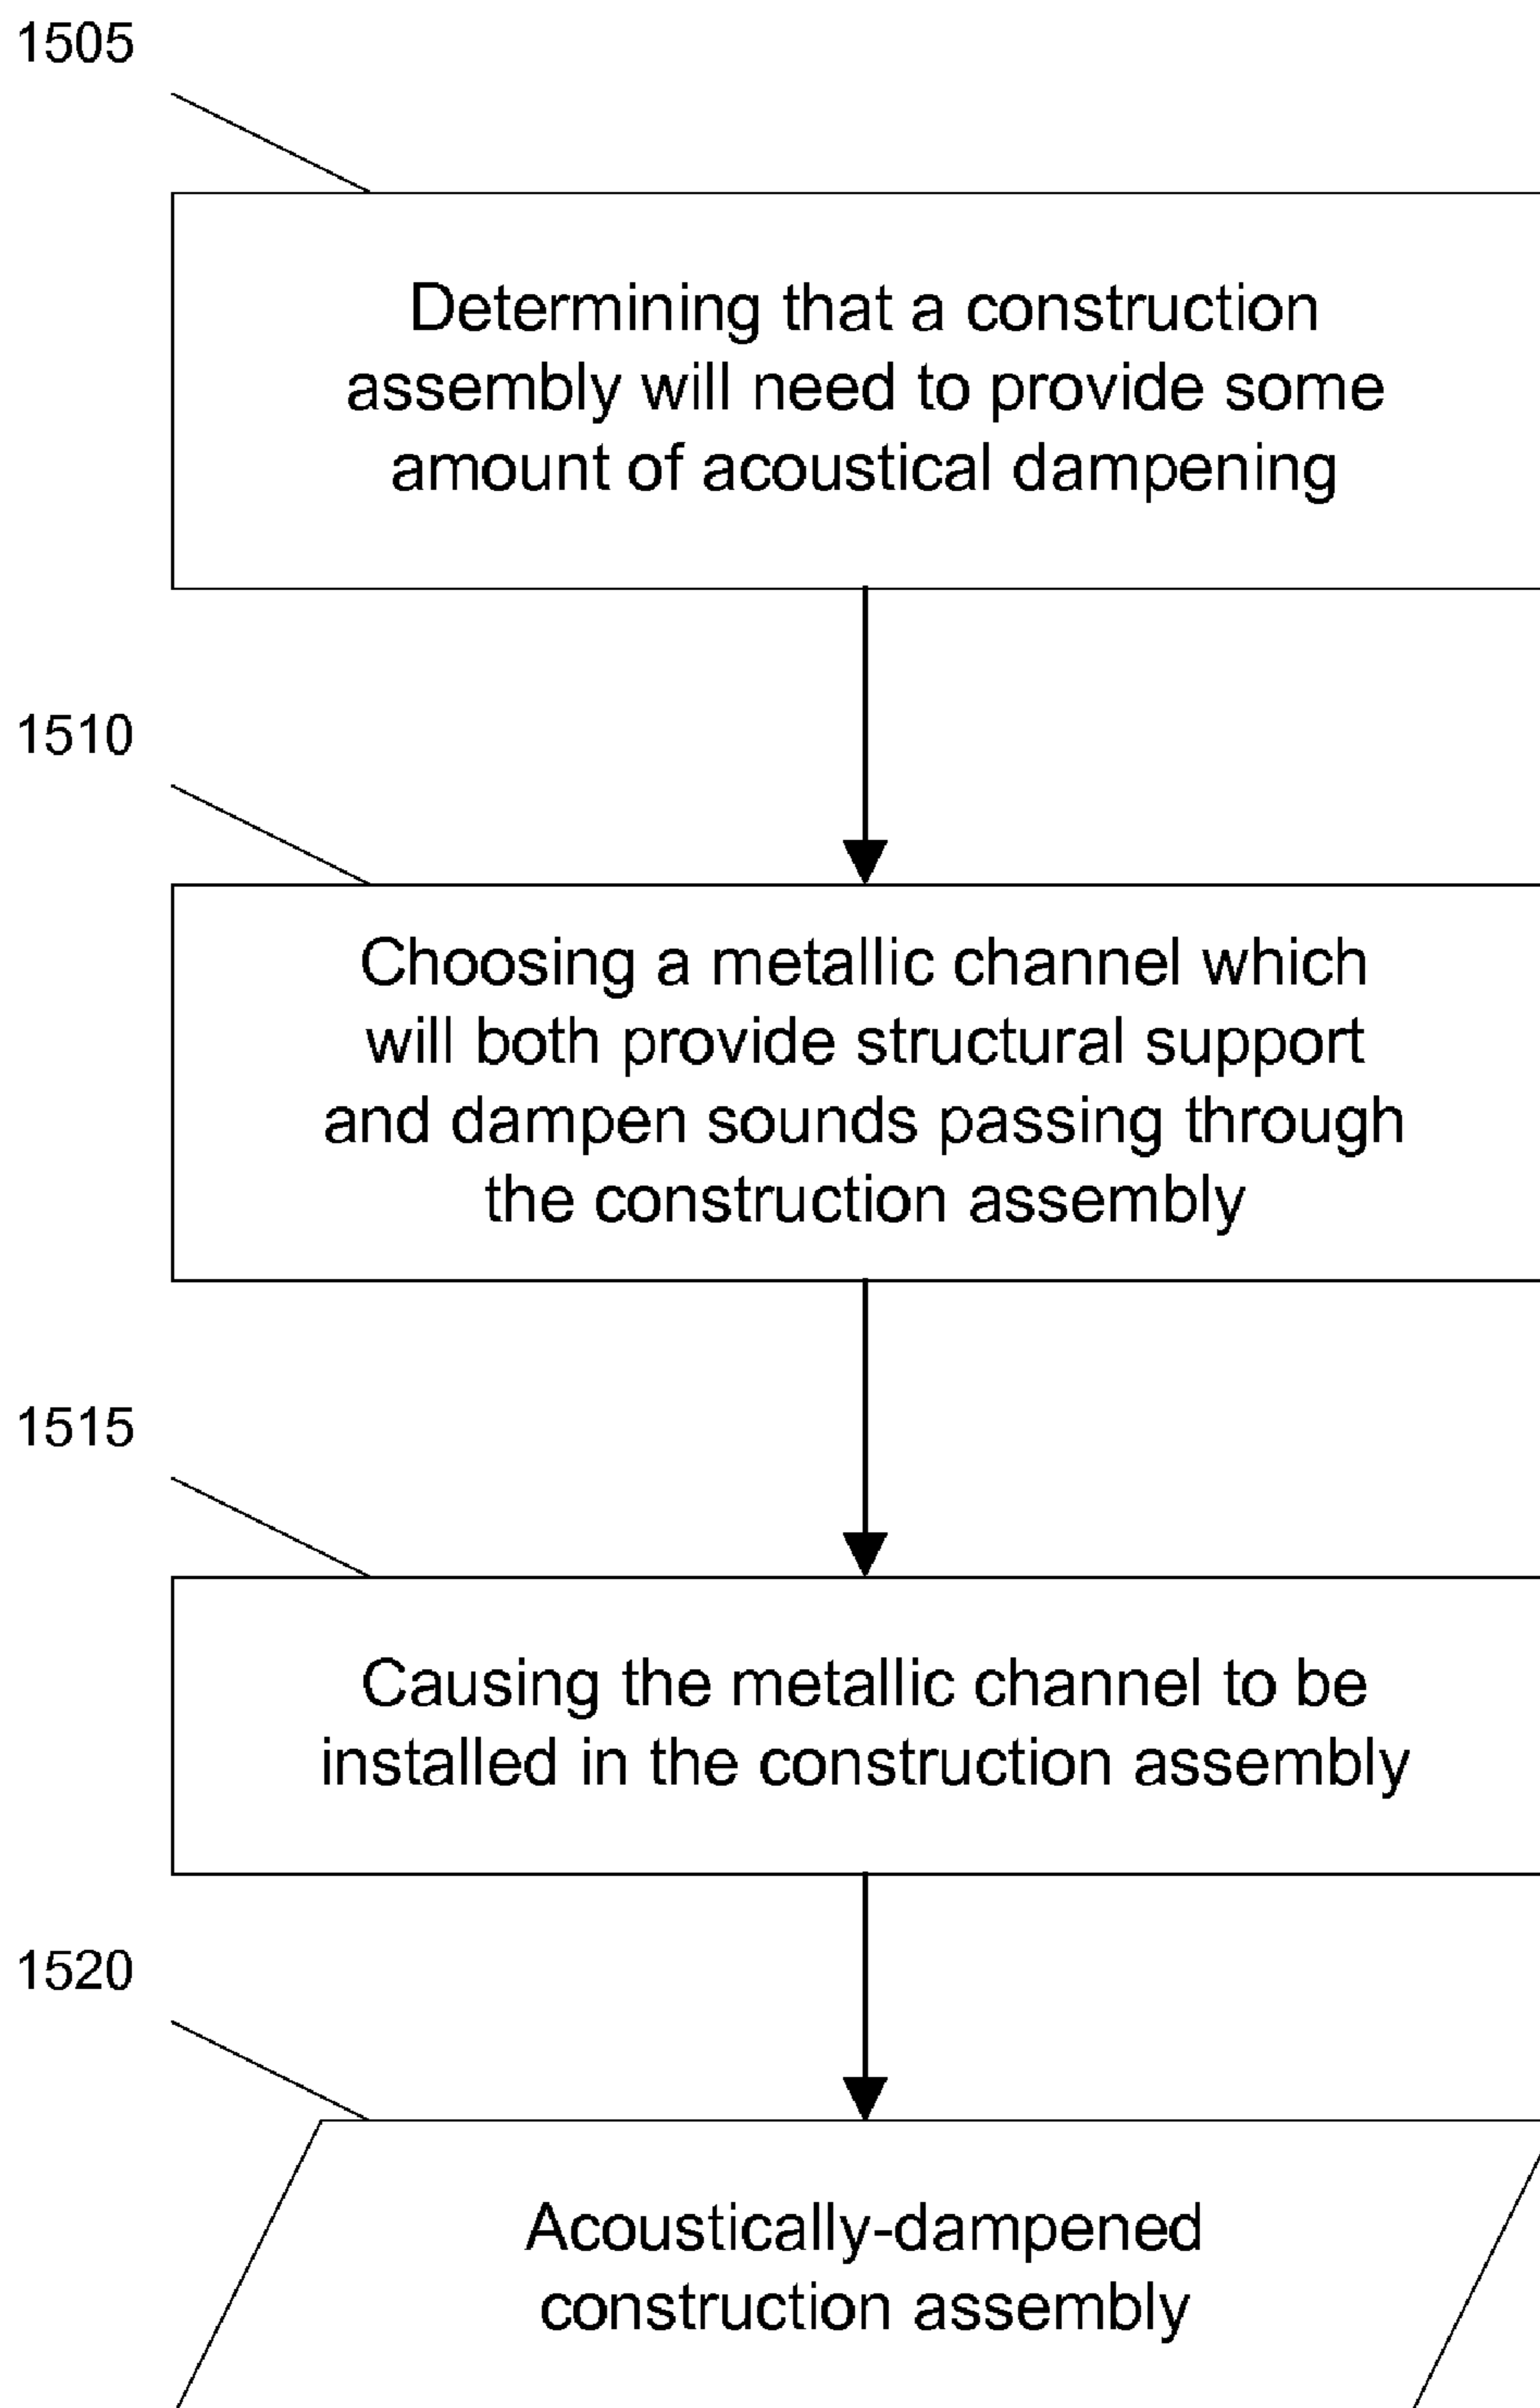 1505
Determining that a construction
assembly will need to provide some
amount of acoustical dampening
1510
Choosing a metallic channel which
will both provide structural support
and dampen sounds passing through
the construction assembly
1515
Causing the metallic channel to be
installed in the construction assembly
1520
Acoustically-dampened
construction assembly